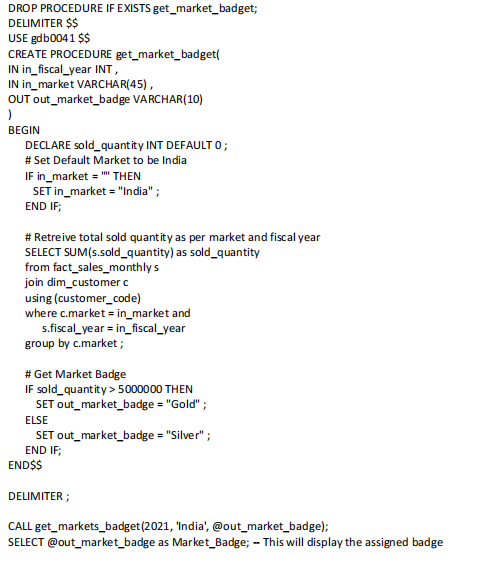 DROP PROCEDURE IF EXISTS get_market_badget;
DELIMITER $$
USE gdb0041 $$
CREATE PROCEDURE get_market_badget(
IN in_fiscal_year INT ,
IN in_market VARCHAR(45) ,
OUT out_market_badge VARCHAR(10)
)
BEGIN
DECLARE sold_quantity INT DEFAULT 0 ;
# Set Default Market to be India
IF in_market = "" THEN
SET in_market = "India" ;
END IF;
# Retreive total sold quantity as per market and fiscal year
SELECT SUM(s.sold_quantity) as sold_quantity
from fact_sales_monthly s
join dim_customer c
using (customer_code)
where c.market = in_market and
s.fiscal_year = in_fiscal_year
group by c.market ;
# Get Market Badge
IF sold_quantity > 5000000 THEN
SET out_market_badge = "Gold" ;
ELSE
SET out_market_badge = "Silver" ;
END IF;
END$$
DELIMITER ;
CALL get_markets_badget(2021, 'India', @out_market_badge);
SELECT @out_market_badge as Market_Badge; -- This will display the assigned badge